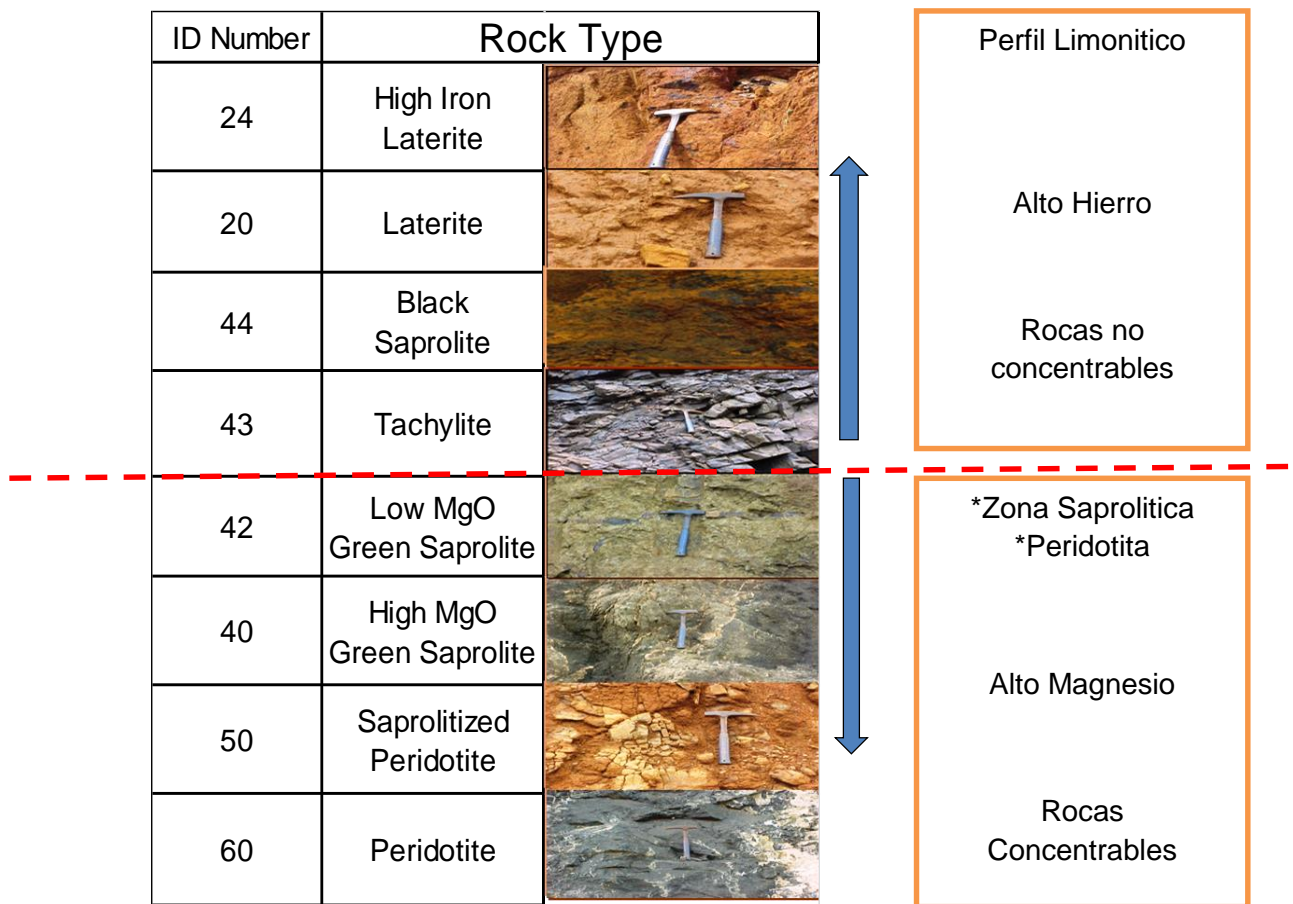 ID Number
Rock Type
24
High Iron
Laterite
20
Laterite
44
Black
Saprolite
43
Tachylite
42
Low MgO
Green Saprolite
40
High MgO
Green Saprolite
50
Saprolitized
Peridotite
60
Peridotite
Perfil Limonitico
Alto Hierro
Rocas no
concentrables
*Zona Saprolitica
*Peridotita
Alto Magnesio
Rocas
Concentrables